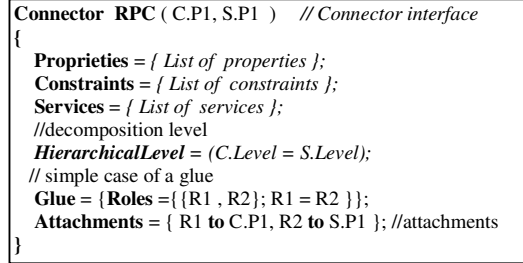 Connector RPC ( C.P1, S.P1 ) // Connector interface
{
Proprieties = { List of properties };
Constraints = { List of constraints };
Services = { List of services };
//decomposition level
HierarchicalLevel = (C.Level = S.Level);
// simple case of a glue
Glue = {Roles ={{R1 , R2}; R1 = R2 }};
Attachments = { R1 to C.P1, R2 to S.P1 }; //attachments
}